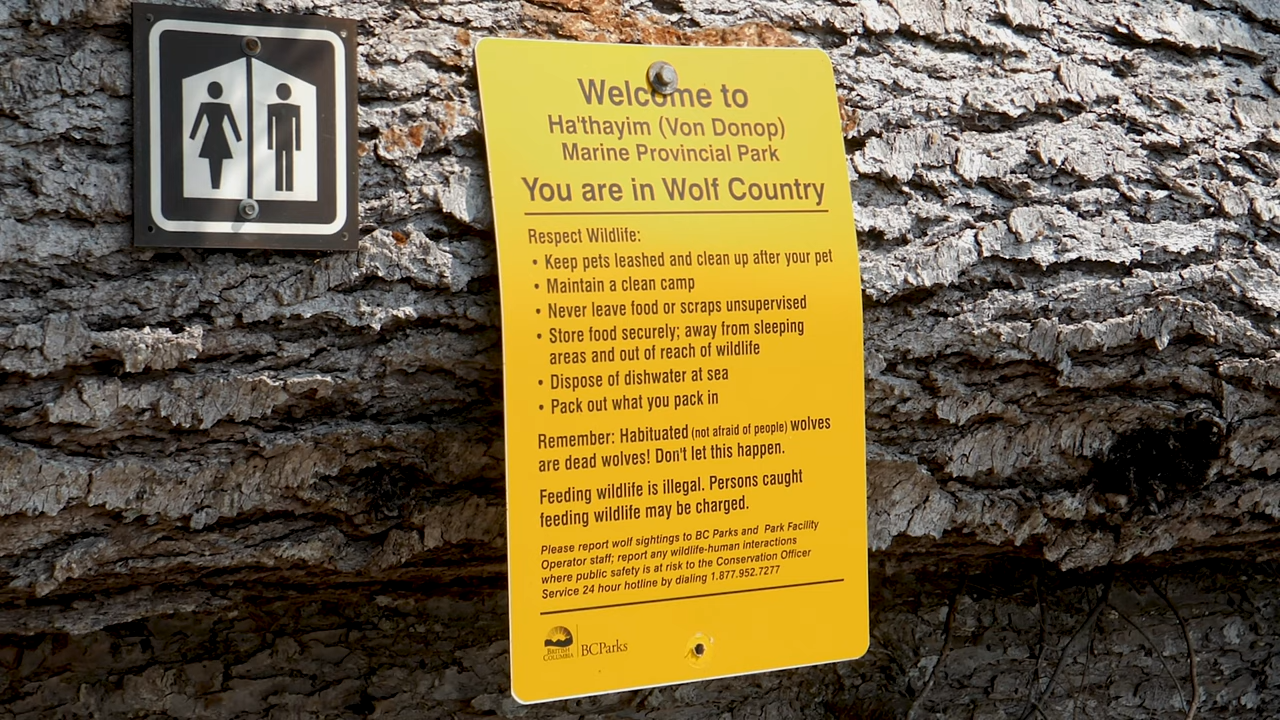 Welcome to
Ha'thayim (Von Donop)
Marine Provincial Park
You are in Wolf Country
Respect Wildlife:
• Keep pets leashed and clean up after your pet
• Maintain a clean camp
• Never leave food or scraps unsupervised
• Store food securely; away from sleeping
areas and out of reach of wildlife
• Dispose of dishwater at sea
• Pack out what you pack in
Remember: Habituated (not afraid of people) wolves
are dead wolves! Don't let this happen.
Feeding wildlife is illegal. Persons caught
feeding wildlife may be charged.
Please report wolf sightings to BC Parks and Park Facility
Operator staff; report any wildlife-human interactions
where public safety is at risk to the Conservation Officer
Service 24 hour hotline by dialing 1.877.952.7277
British
Columbia
BC Parks